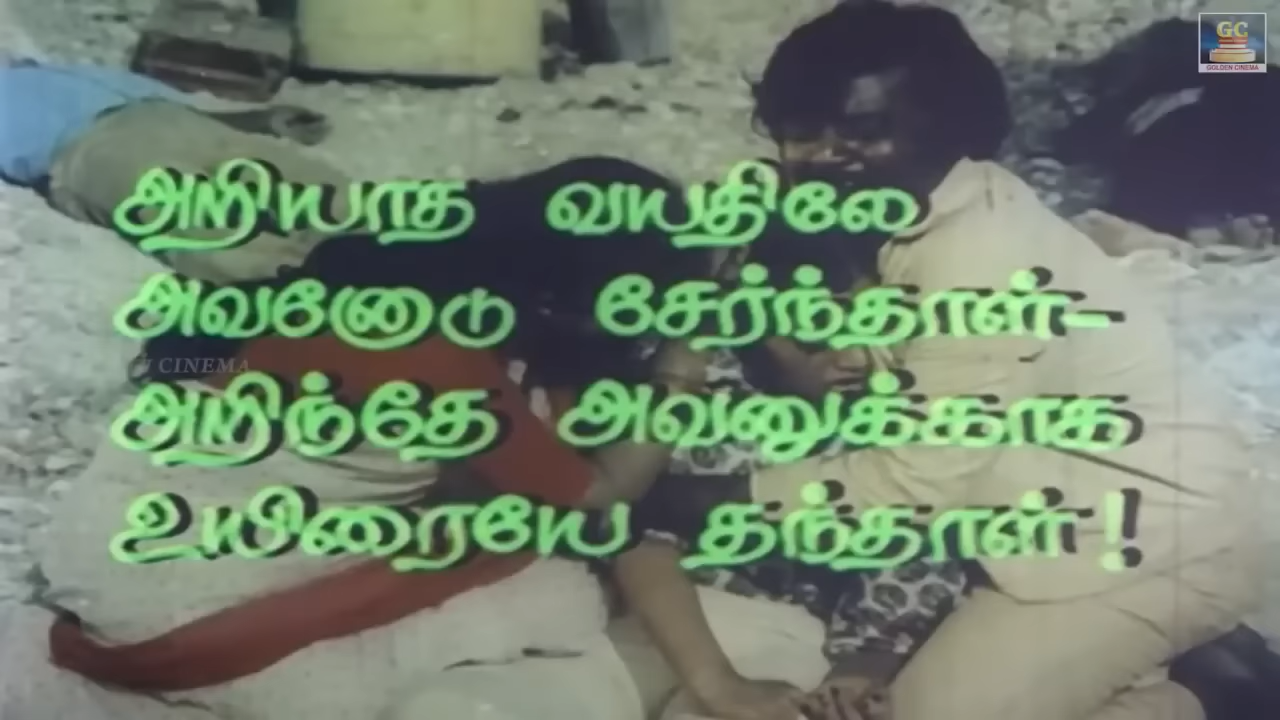 GC
GOLDEN CINEMA
அறியாத வயதிலே
அவனோடு சேர்ந்தாள்-
CINEMA
அறிந்தே அவனுக்காக
உயிரையே தந்தாள் !